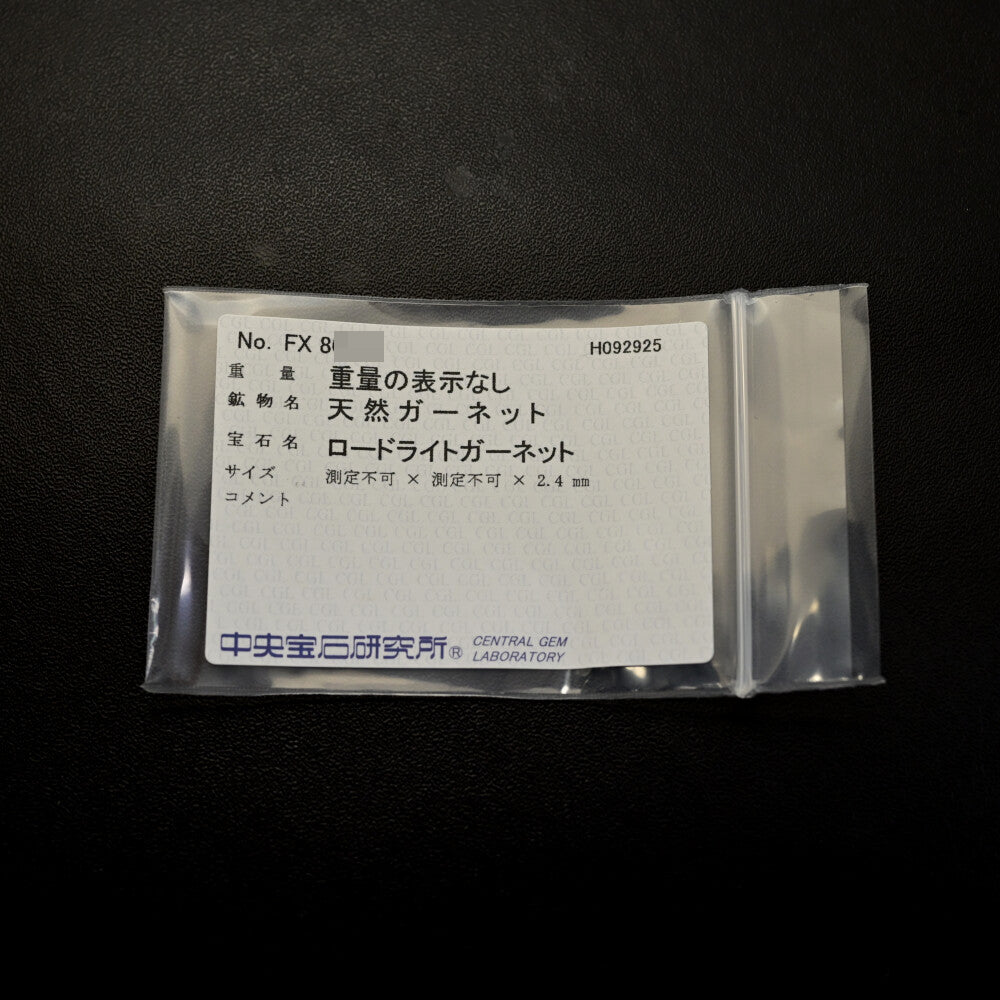 No. FX 8
H092925
重量 重量の表示なし
鉱物名 天然ガーネット
宝石名 ロードライトガーネット
サイズ 測定不可 × 測定不可 × 2.4 mm
コメント
中央宝石研究所® CENTRAL GEM
LABORATORY